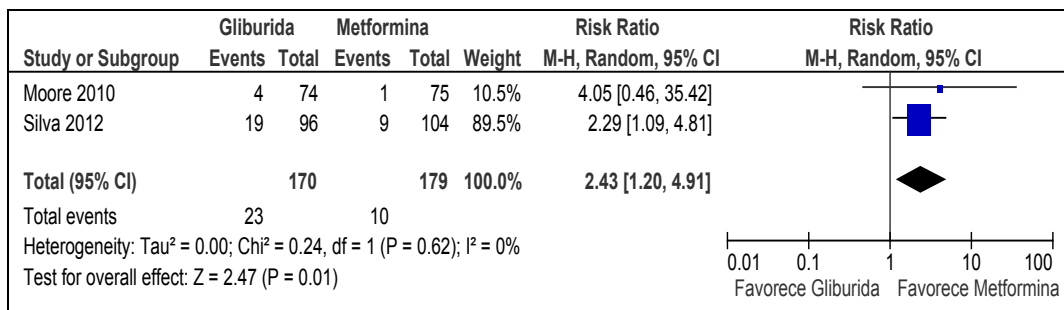 Gliburida Metformina Risk Ratio Risk Ratio
Study or Subgroup Events Total Events Total Weight M-H, Random, 95% CI M-H, Random, 95% CI
Moore 2010 4 74 1 75 10.5% 4.05 [0.46, 35.42]
Silva 2012 19 96 9 104 89.5% 2.29 [1.09, 4.81]
Total (95% CI) 170 179 100.0% 2.43 [1.20, 4.91]
Total events 23 10
Heterogeneity: Tau² = 0.00; Chi² = 0.24, df = 1 (P = 0.62); I² = 0%
Test for overall effect: Z = 2.47 (P = 0.01)
0.01 0.1 1 10 100
Favorece Gliburida Favorece Metformina